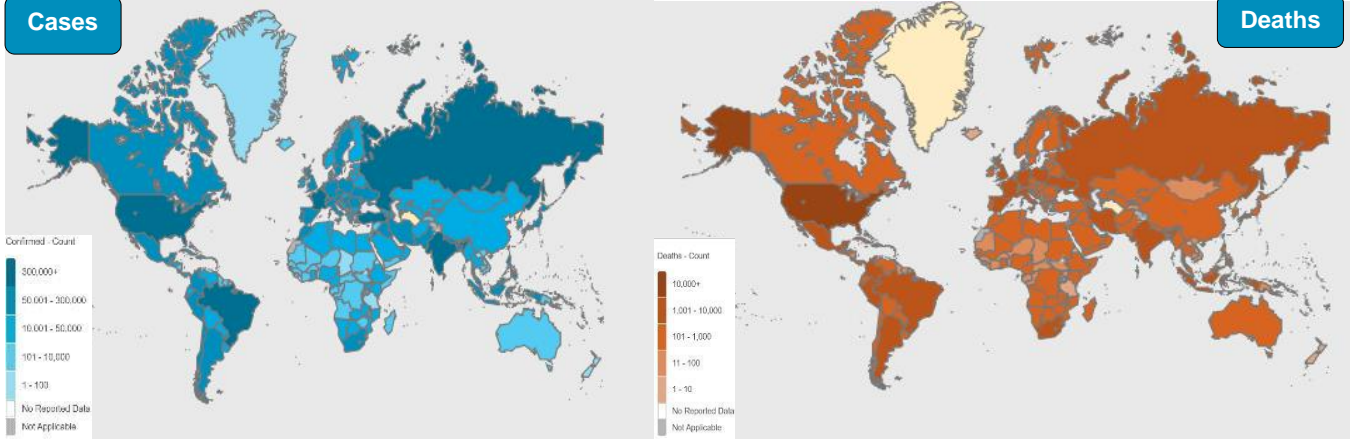 Cases
Deaths
Confirmed - Count
300,000+
50,001 - 300,000
10,001 - 50,000
101 - 10,000
1 - 100
No Reported Data
Not Applicable
Deaths - Count
10,000+
1,001 - 10,000
101 - 1,000
11 - 100
1 - 10
No Reported Data
Not Applicable